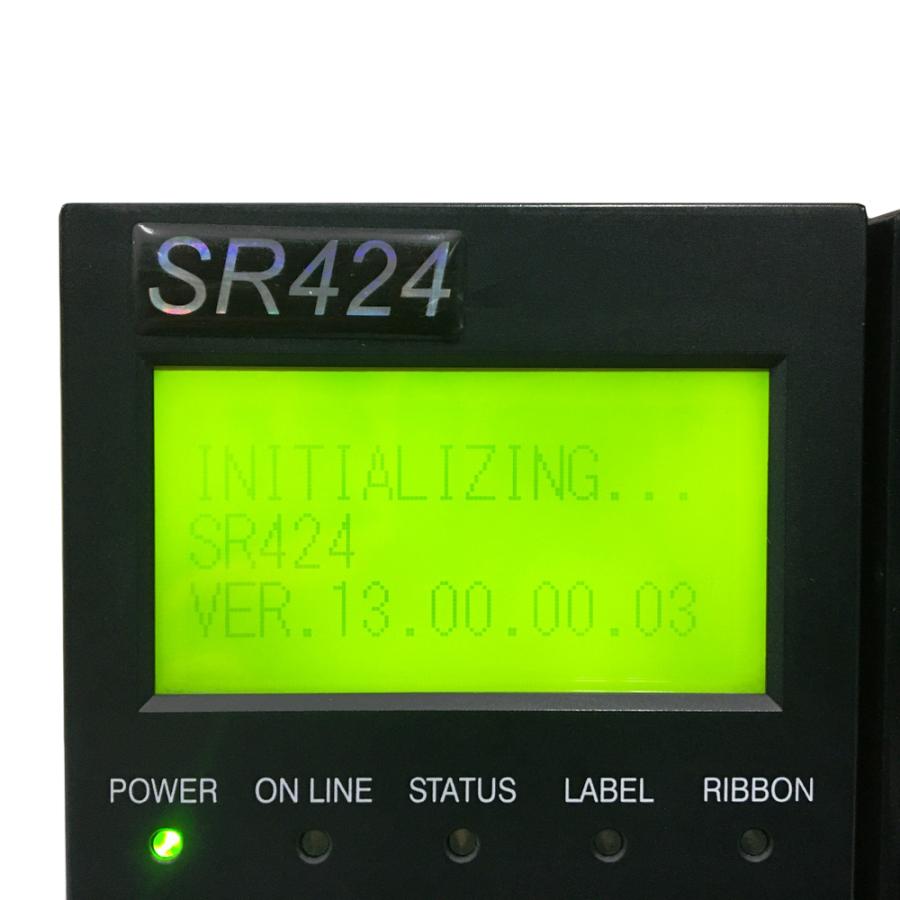 SR424
INITIALIZING...
SR424
VER.13.00.00.03
POWER ON LINE STATUS LABEL RIBBON